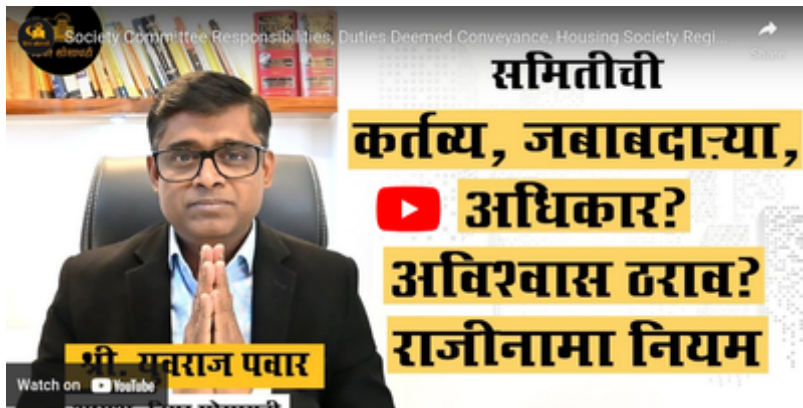 Society Committee Responsibilities, Duties Deemed Conveyance, Housing Society Regi...
Share
समितीची
कर्तव्य, जबाबदाऱ्या,
अधिकार?
अविश्वास ठराव?
राजीनामा नियम
श्री. युवराज पवार
Watch on YouTube